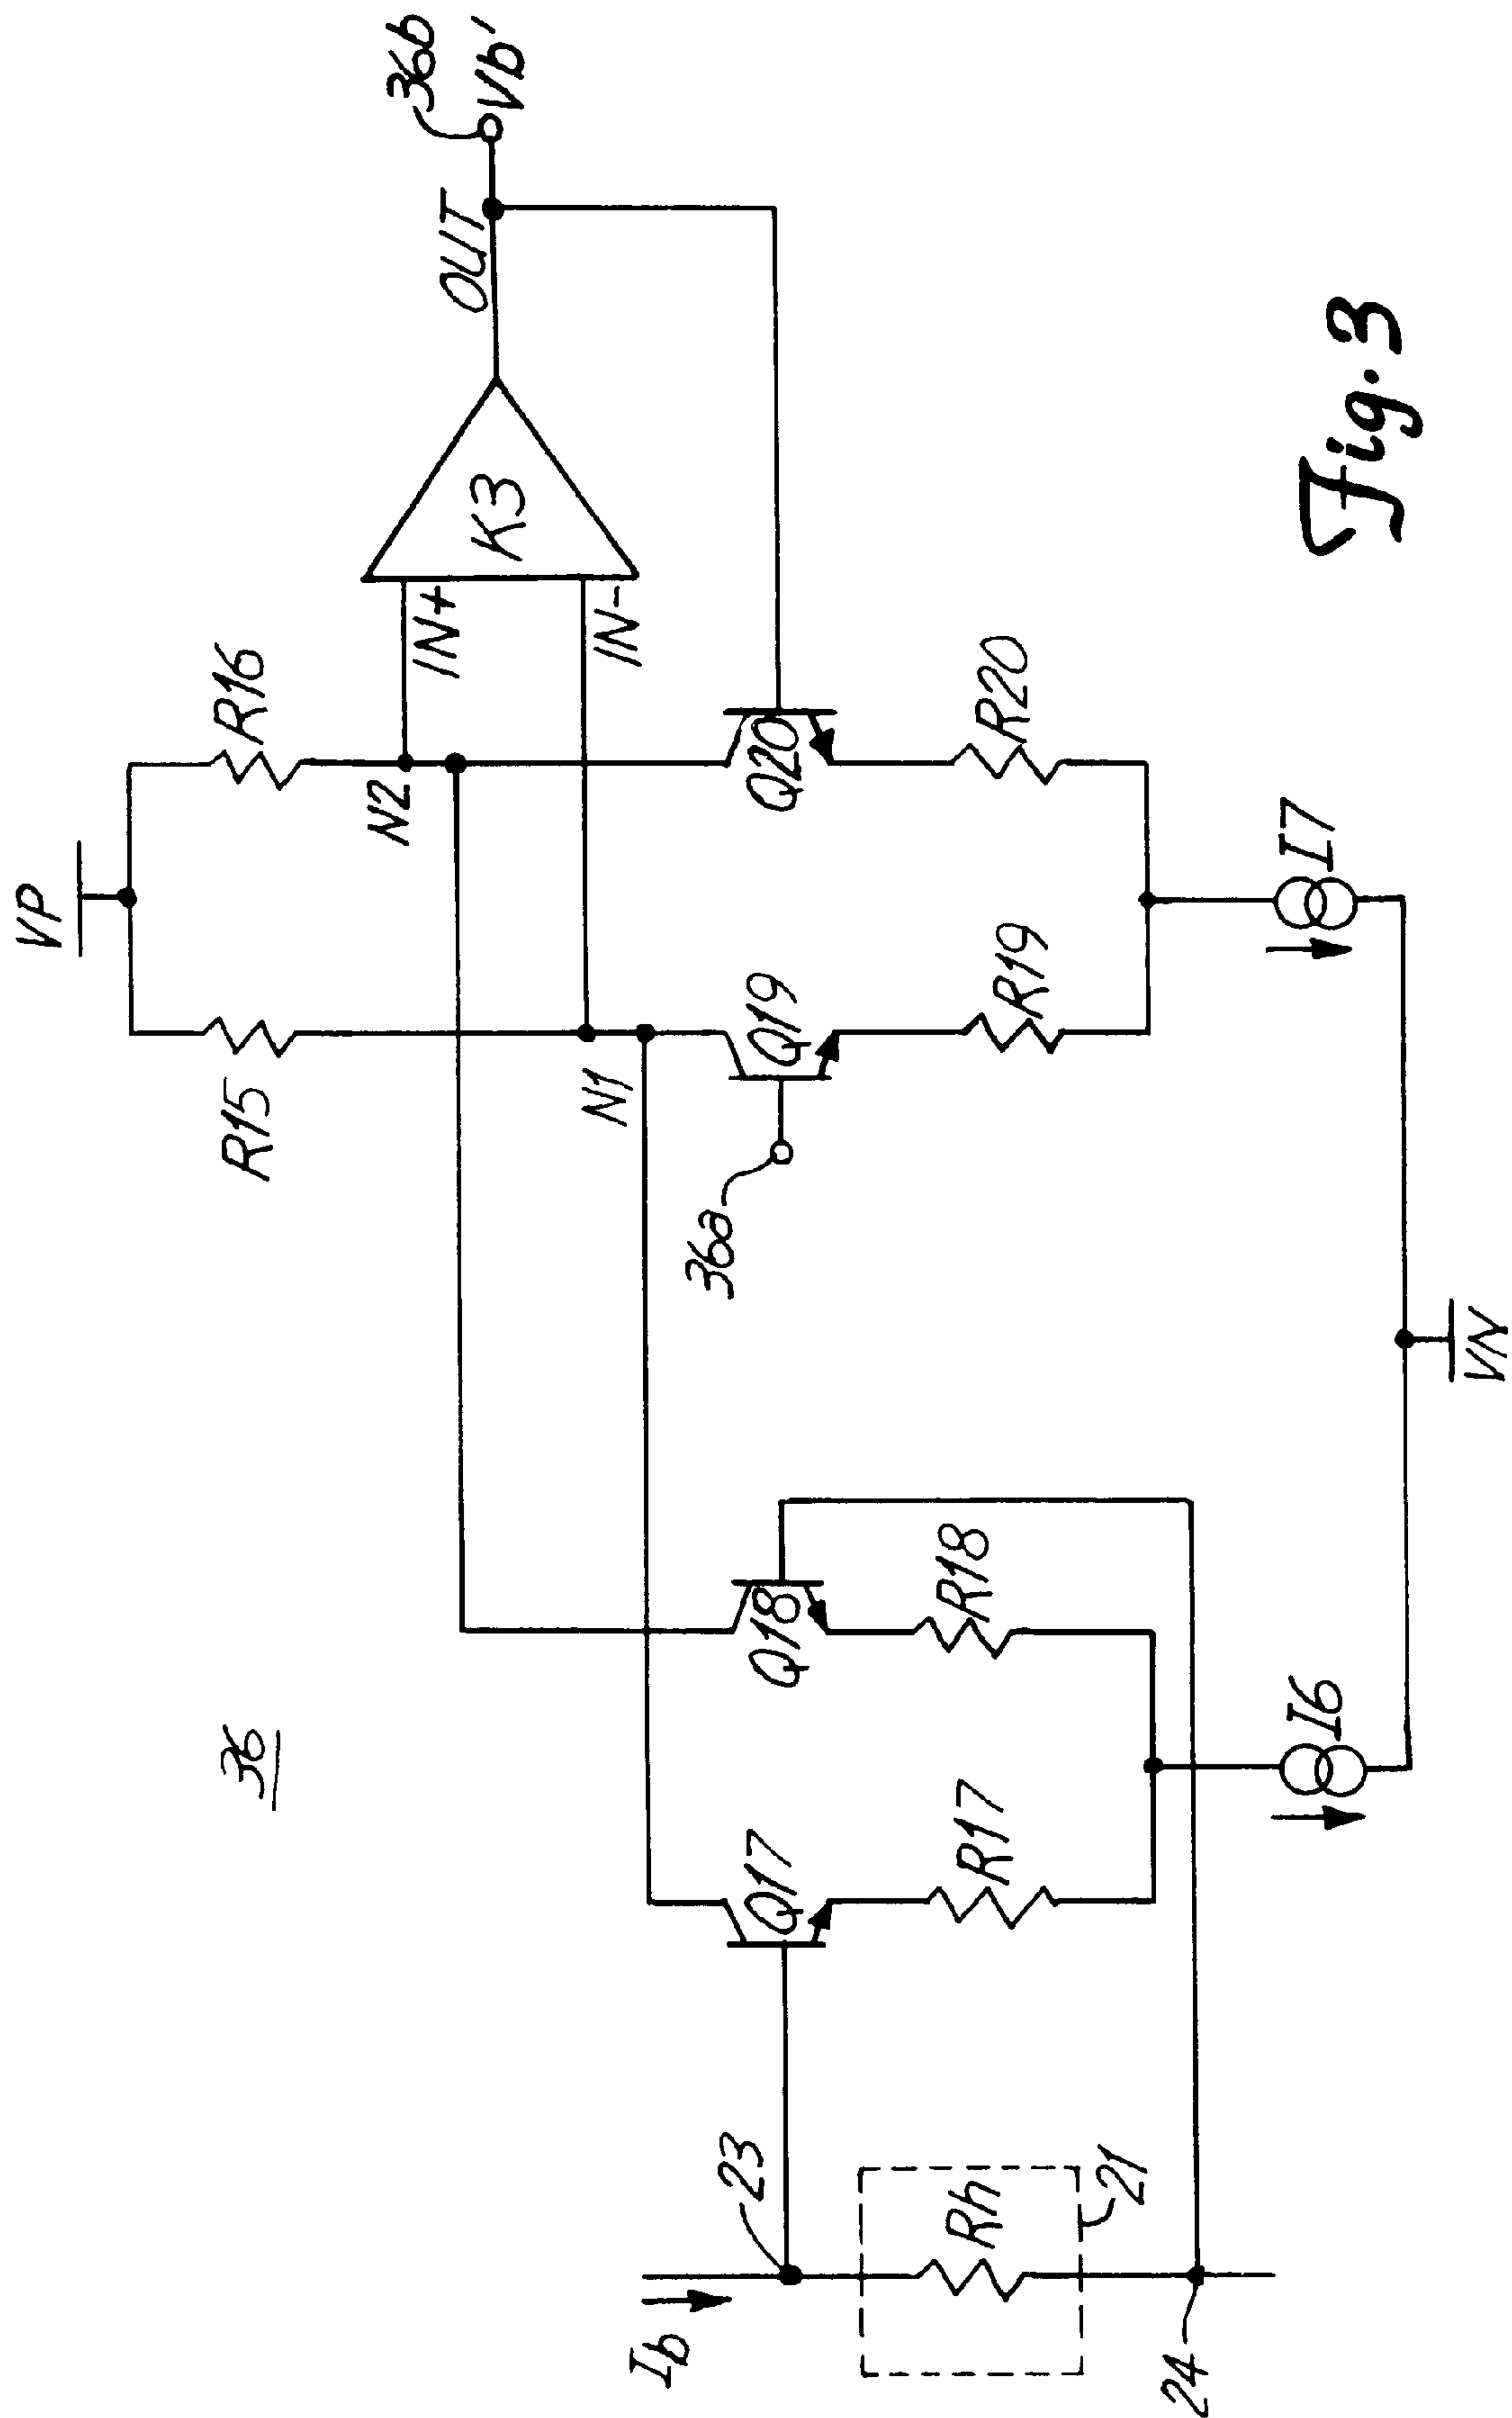 36
VP
R15
R16
N2
N1
IN+
IN-
K3
OUT
36b
Vb'
36a
Q17
Q18
Q19
Q20
23
Ib
Rh
21
24
R17
R18
R19
R20
I6
I7
VN
Fig. 3